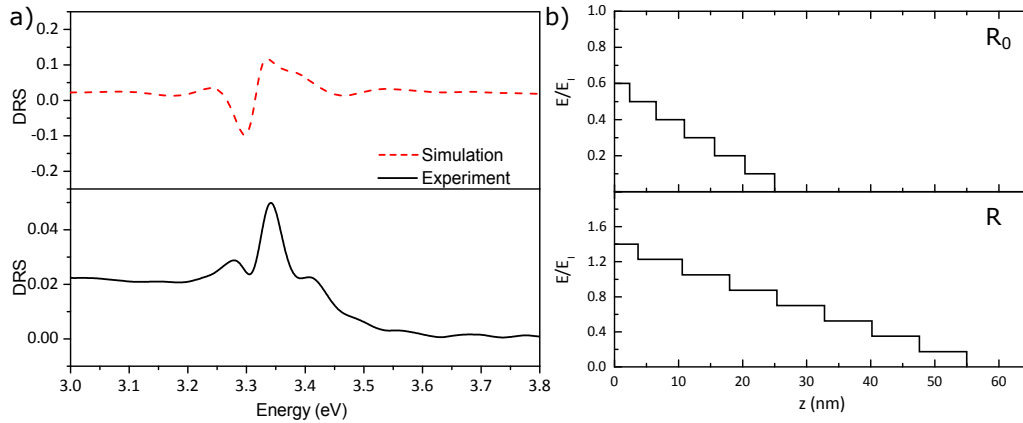 a)
0.2
0.1
0.0
-0.1
-0.2
DRS
Simulation
Experiment
0.04
0.02
0.00
DRS
3.0 3.1 3.2 3.3 3.4 3.5 3.6 3.7 3.8
Energy (eV)
b)
R₀
1.0
0.8
0.6
0.4
0.2
E/E_I
R
1.6
1.2
0.8
0.4
0.0
E/E_I
0 10 20 30 40 50 60
z (nm)